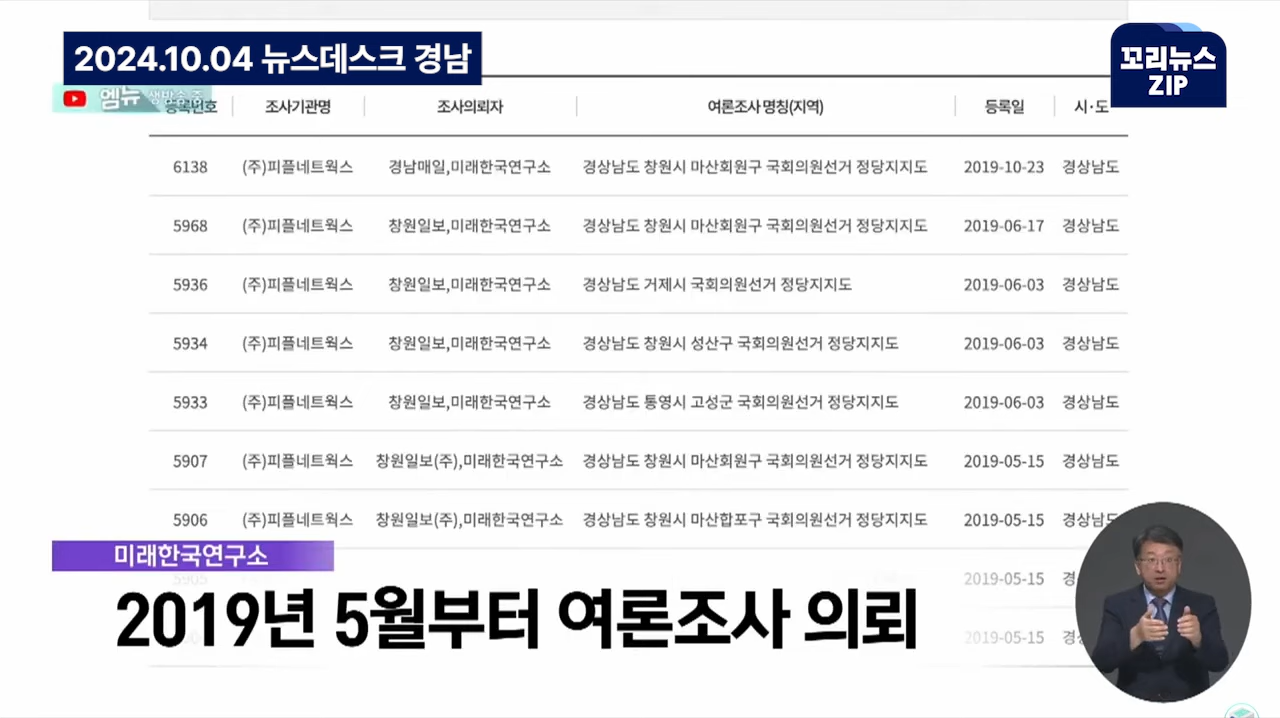 2024.10.04 뉴스데스크 경남
꼬리뉴스
ZIP
엠뉴 생방송 중
등록번호 조사기관명 조사의뢰자 여론조사 명칭(지역) 등록일 시·도
6138 (주)피플네트웍스 경남매일,미래한국연구소 경상남도 창원시 마산회원구 국회의원선거 정당지지도 2019-10-23 경상남도
5968 (주)피플네트웍스 창원일보,미래한국연구소 경상남도 창원시 마산회원구 국회의원선거 정당지지도 2019-06-17 경상남도
5936 (주)피플네트웍스 창원일보,미래한국연구소 경상남도 거제시 국회의원선거 정당지지도 2019-06-03 경상남도
5934 (주)피플네트웍스 창원일보,미래한국연구소 경상남도 창원시 성산구 국회의원선거 정당지지도 2019-06-03 경상남도
5933 (주)피플네트웍스 창원일보,미래한국연구소 경상남도 통영시 고성군 국회의원선거 정당지지도 2019-06-03 경상남도
5907 (주)피플네트웍스 창원일보(주),미래한국연구소 경상남도 창원시 마산회원구 국회의원선거 정당지지도 2019-05-15 경상남도
5906 (주)피플네트웍스 창원일보(주),미래한국연구소 경상남도 창원시 마산합포구 국회의원선거 정당지지도 2019-05-15 경상남도
5905 2019-05-15
2019-05-15
미래한국연구소
2019년 5월부터 여론조사 의뢰